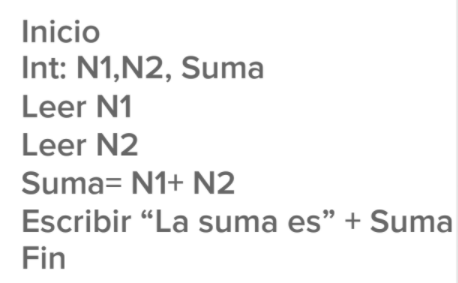 Inicio
Int: N1,N2, Suma
Leer N1
Leer N2
Suma= N1+ N2
Escribir “La suma es” + Suma
Fin